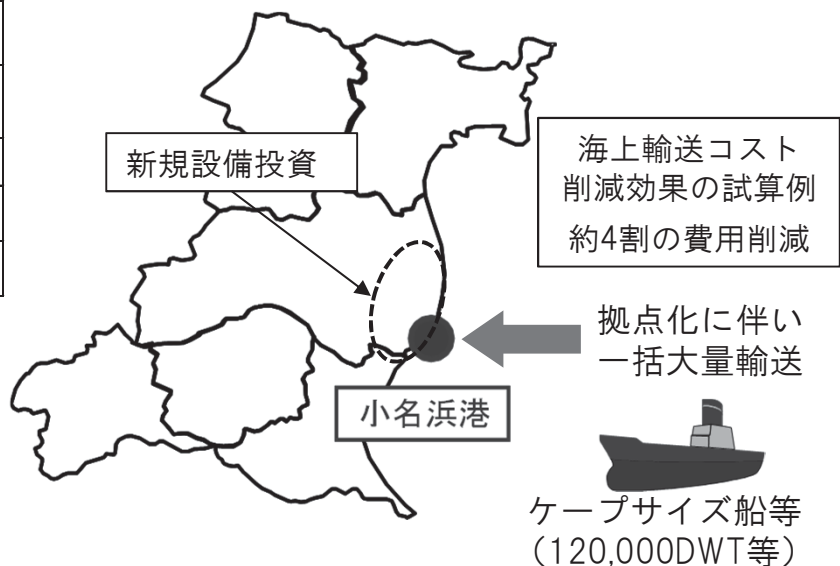 新規設備投資
海上輸送コスト
削減効果の試算例
約4割の費用削減
拠点化に伴い
一括大量輸送
小名浜港
ケープサイズ船等
（120,000DWT等）